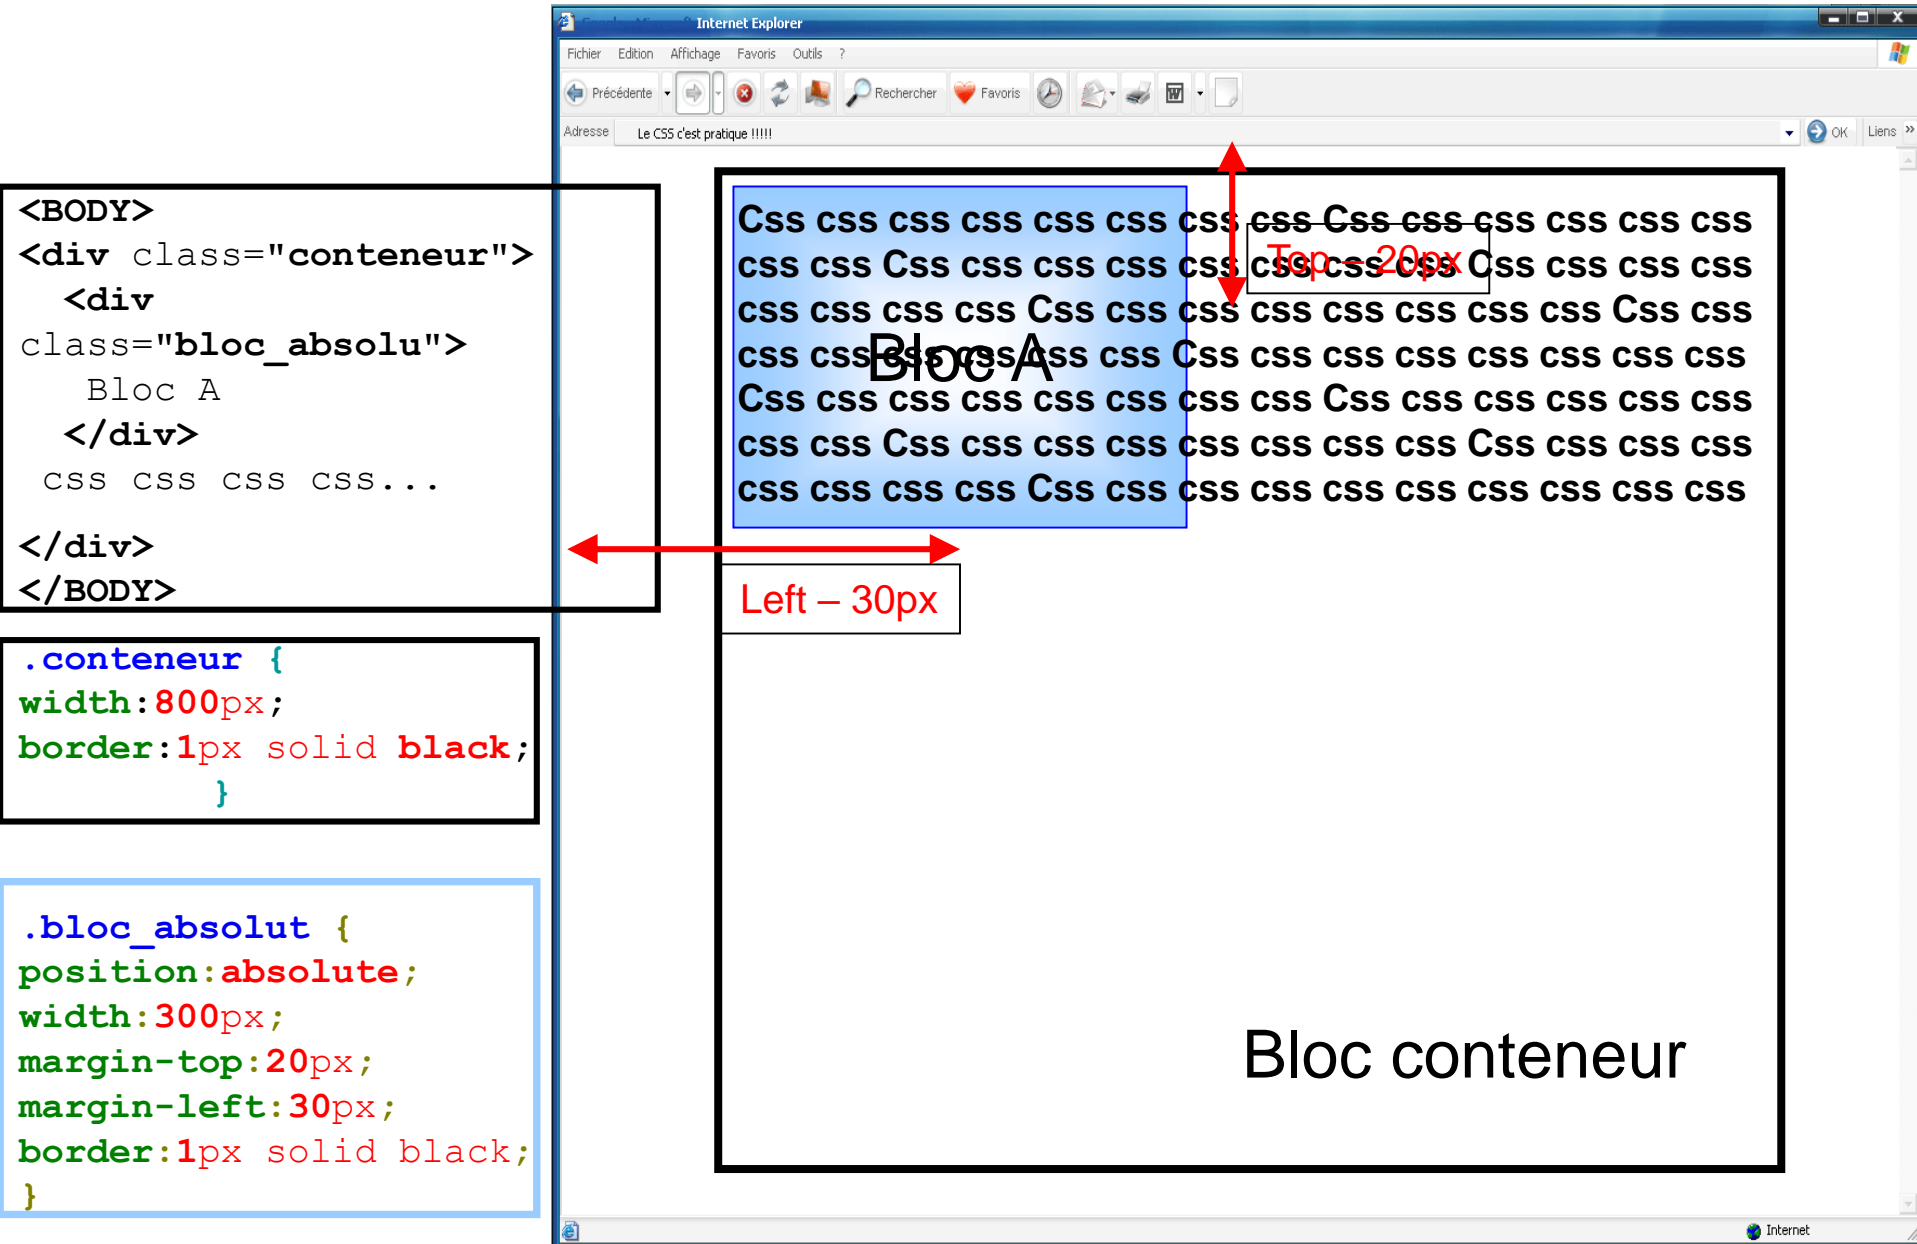 Internet Explorer
Fichier Edition Affichage Favoris Outils ?
Précédente Rechercher Favoris
Adresse Le CSS c'est pratique !!!!! OK Liens »
<BODY>
<div class="conteneur">
<div
class="bloc_absolu">
Bloc A
</div>
css css css css...
</div>
</BODY>
.conteneur {
width:800px;
border:1px solid black;
}
.bloc_absolut {
position:absolute;
width:300px;
margin-top:20px;
margin-left:30px;
border:1px solid black;
}
Css css css css css css css css Css css css css css css
css css Css css css css css css css css Css css css css
css css css css Css css css css css css css css Css css
css css css css css css Css css css css css css css css
Css css css css css css css css Css css css css css css
css css Css css css css css css css css Css css css css
css css css css Css css css css css css css css css css
Top – 20px
Bloc A
Left – 30px
Bloc conteneur
Internet